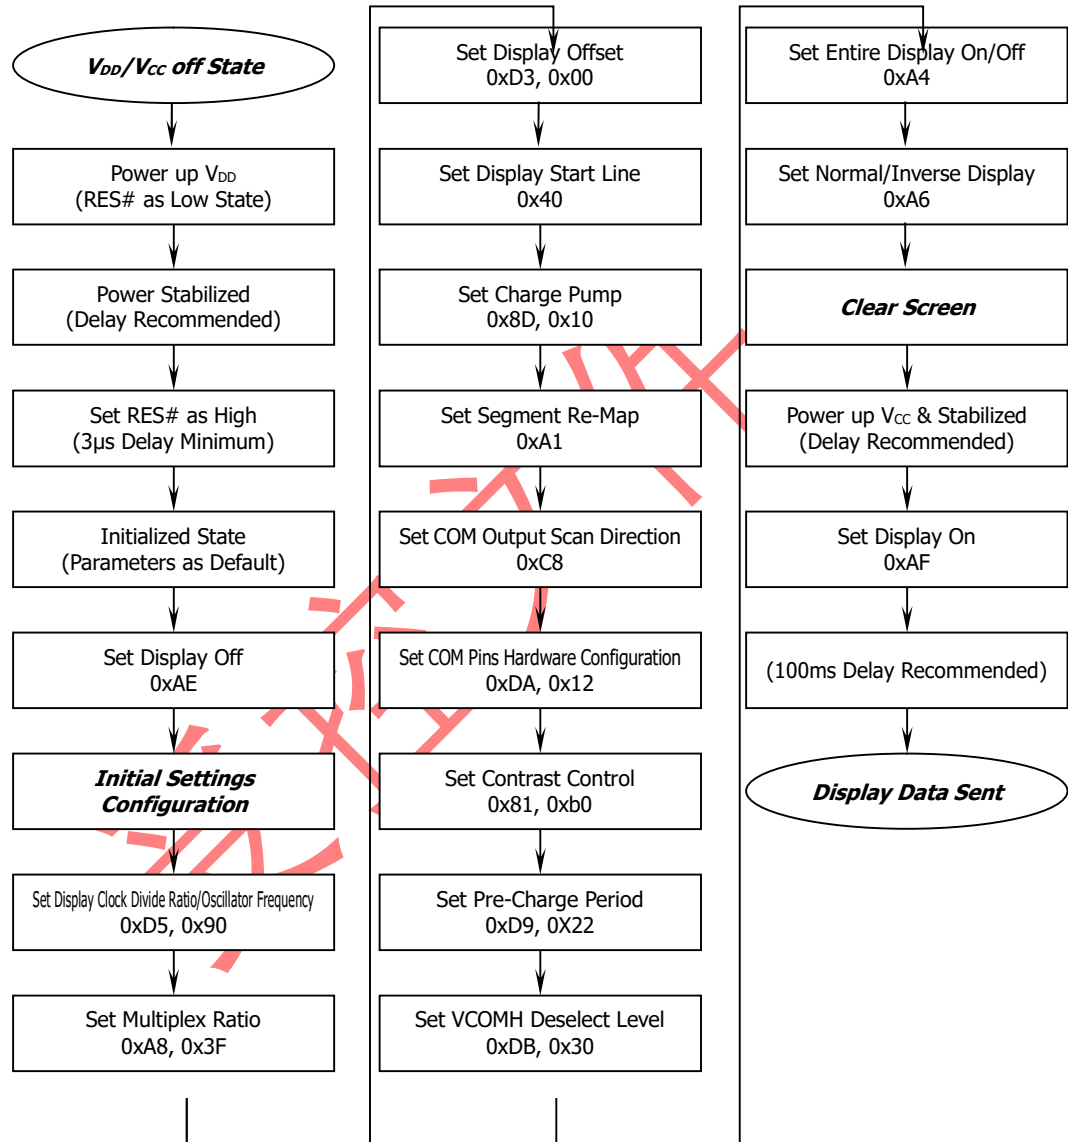 VDD/VCC off State
Power up VDD
(RES# as Low State)
Power Stabilized
(Delay Recommended)
Set RES# as High
(3μs Delay Minimum)
Initialized State
(Parameters as Default)
Set Display Off
0xAE
Initial Settings
Configuration
Set Display Clock Divide Ratio/Oscillator Frequency
0xD5, 0x90
Set Multiplex Ratio
0xA8, 0x3F
Set Display Offset
0xD3, 0x00
Set Display Start Line
0x40
Set Charge Pump
0x8D, 0x10
Set Segment Re-Map
0xA1
Set COM Output Scan Direction
0xC8
Set COM Pins Hardware Configuration
0xDA, 0x12
Set Contrast Control
0x81, 0xb0
Set Pre-Charge Period
0xD9, 0X22
Set VCOMH Deselect Level
0xDB, 0x30
Set Entire Display On/Off
0xA4
Set Normal/Inverse Display
0xA6
Clear Screen
Power up VCC & Stabilized
(Delay Recommended)
Set Display On
0xAF
(100ms Delay Recommended)
Display Data Sent